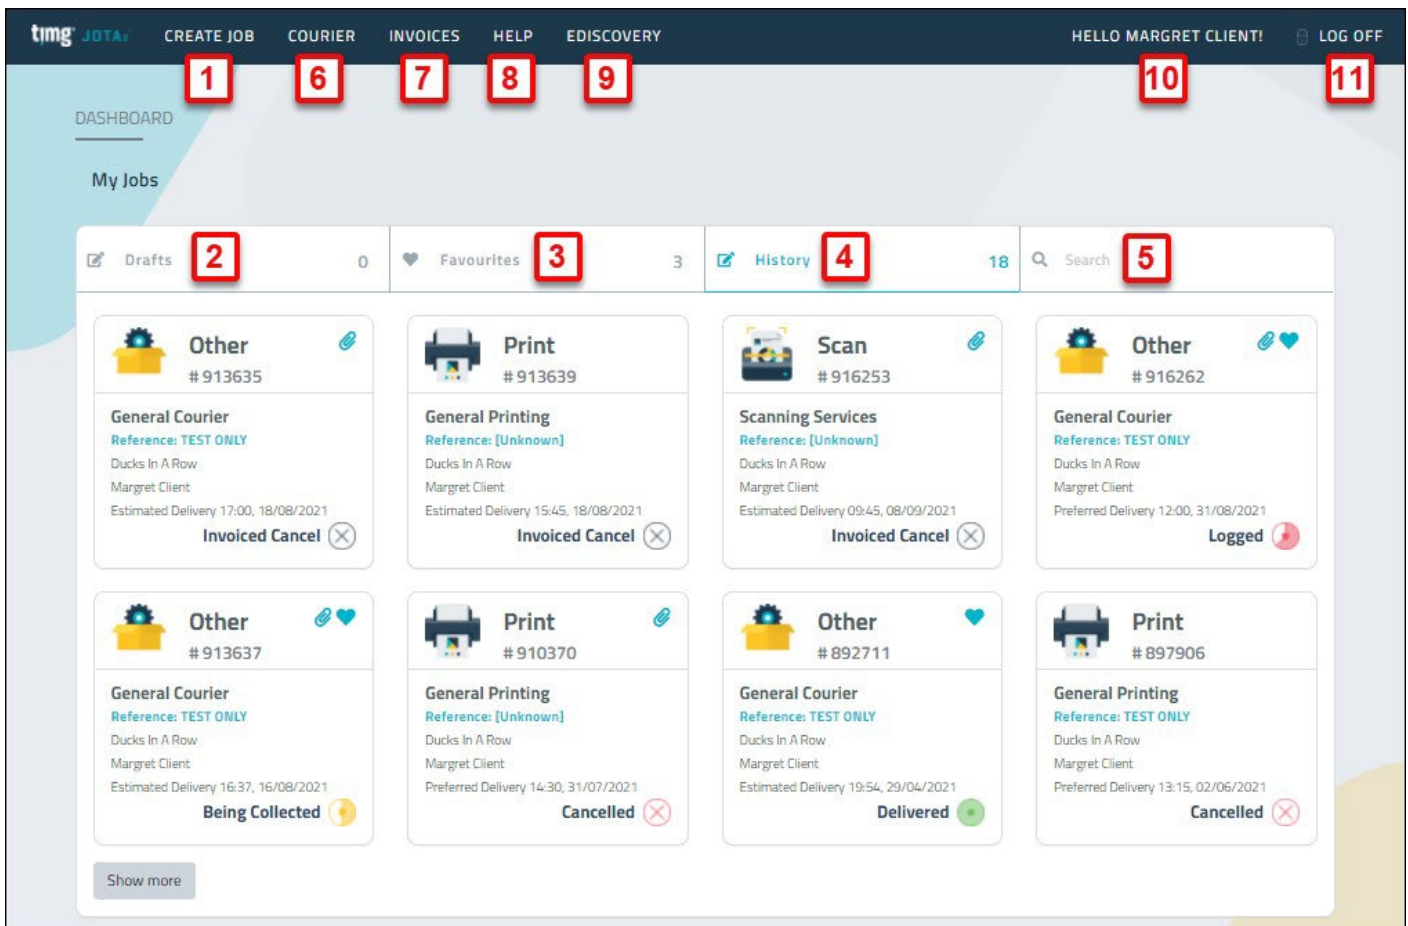 timg JOTA2 CREATE JOB COURIER INVOICES HELP EDISCOVERY HELLO MARGRET CLIENT! LOG OFF
1 6 7 8 9 10 11
DASHBOARD
My Jobs
Drafts 2 0 Favourites 3 3 History 4 18 Search 5
Other
#913635
General Courier
Reference: TEST ONLY
Ducks In A Row
Margret Client
Estimated Delivery 17:00, 18/08/2021
Invoiced Cancel
Print
#913639
General Printing
Reference: [Unknown]
Ducks In A Row
Margret Client
Estimated Delivery 15:45, 18/08/2021
Invoiced Cancel
Scan
#916253
Scanning Services
Reference: [Unknown]
Ducks In A Row
Margret Client
Estimated Delivery 09:45, 08/09/2021
Invoiced Cancel
Other
#916262
General Courier
Reference: TEST ONLY
Ducks In A Row
Margret Client
Preferred Delivery 12:00, 31/08/2021
Logged
Other
#913637
General Courier
Reference: TEST ONLY
Ducks In A Row
Margret Client
Estimated Delivery 16:37, 16/08/2021
Being Collected
Print
#910370
General Printing
Reference: [Unknown]
Ducks In A Row
Margret Client
Preferred Delivery 14:30, 31/07/2021
Cancelled
Other
#892711
General Courier
Reference: TEST ONLY
Ducks In A Row
Margret Client
Estimated Delivery 19:54, 29/04/2021
Delivered
Print
#897906
General Printing
Reference: TEST ONLY
Ducks In A Row
Margret Client
Preferred Delivery 13:15, 02/06/2021
Cancelled
Show more